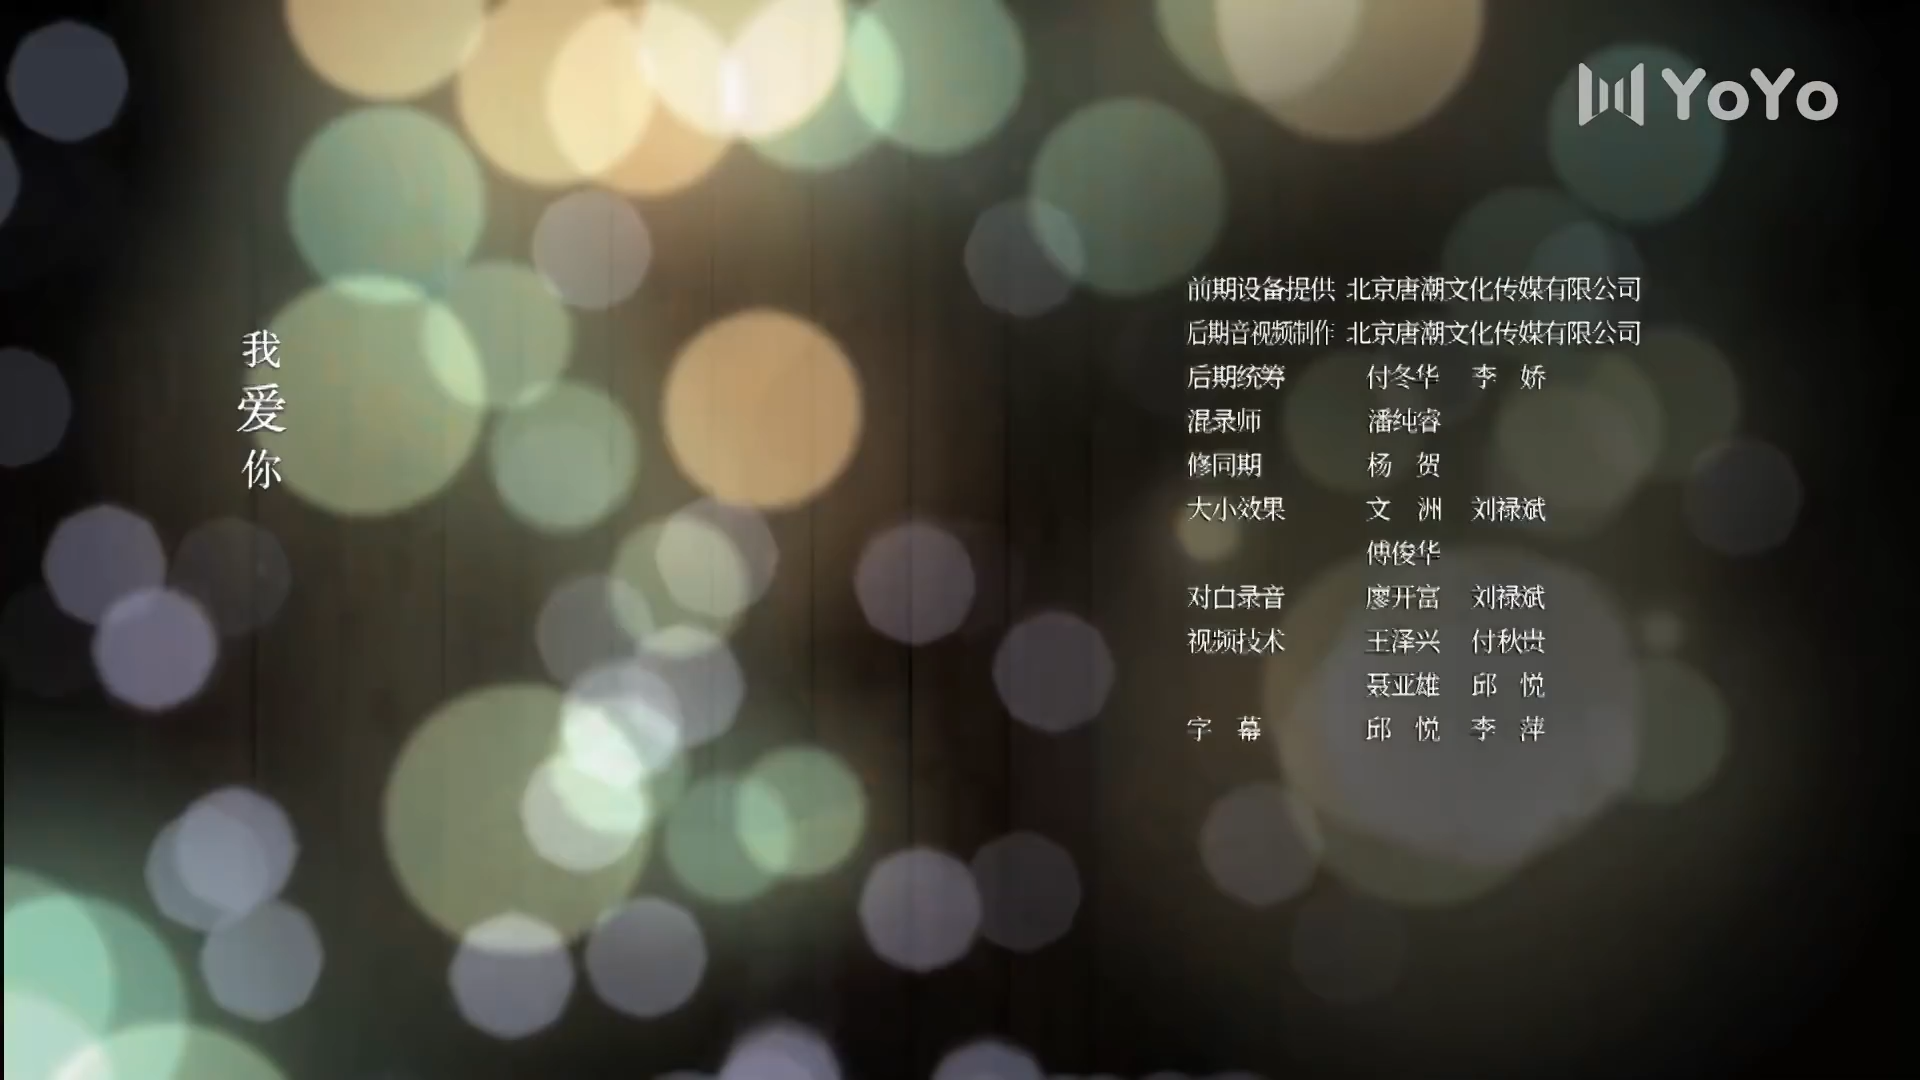 YoYo
我爱你
前期设备提供 北京唐潮文化传媒有限公司
后期音视频制作 北京唐潮文化传媒有限公司
后期统筹 付冬华 李 娇
混录师 潘纯睿
修同期 杨 贺
大小效果 文 洲 刘禄斌
傅俊华
对白录音 廖开富 刘禄斌
视频技术 王泽兴 付秋贵
聂亚雄 邱 悦
字 幕 邱 悦 李 萍